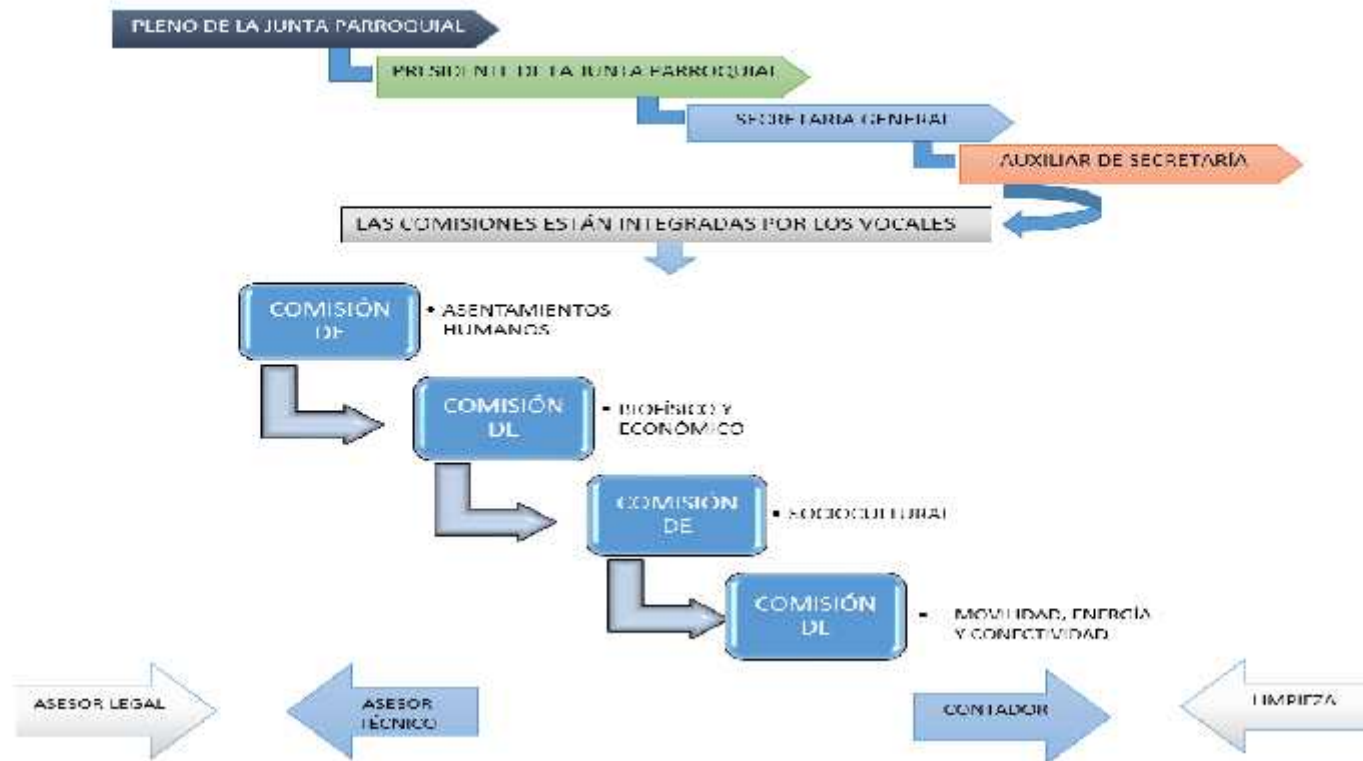 PLENO DE LA JUNTA PARROQUIAL
PRESIDENTE DE LA JUNTA PARROQUIAL
SECRETARIA GENERAL
AUXILIAR DE SECRETARÍA
LAS COMISIONES ESTÁN INTEGRADAS POR LOS VOCALES
COMISIÓN
DE
• ASENTAMIENTOS
HUMANOS
COMISIÓN
DE
• BIOFÍSICO Y
ECONÓMICO
COMISIÓN
DE
• SOCIOCULTURAL
COMISIÓN
DE
• MOVILIDAD, ENERGÍA
Y CONECTIVIDAD
ASESOR LEGAL
ASESOR
TÉCNICO
CONTADOR
LIMPIEZA